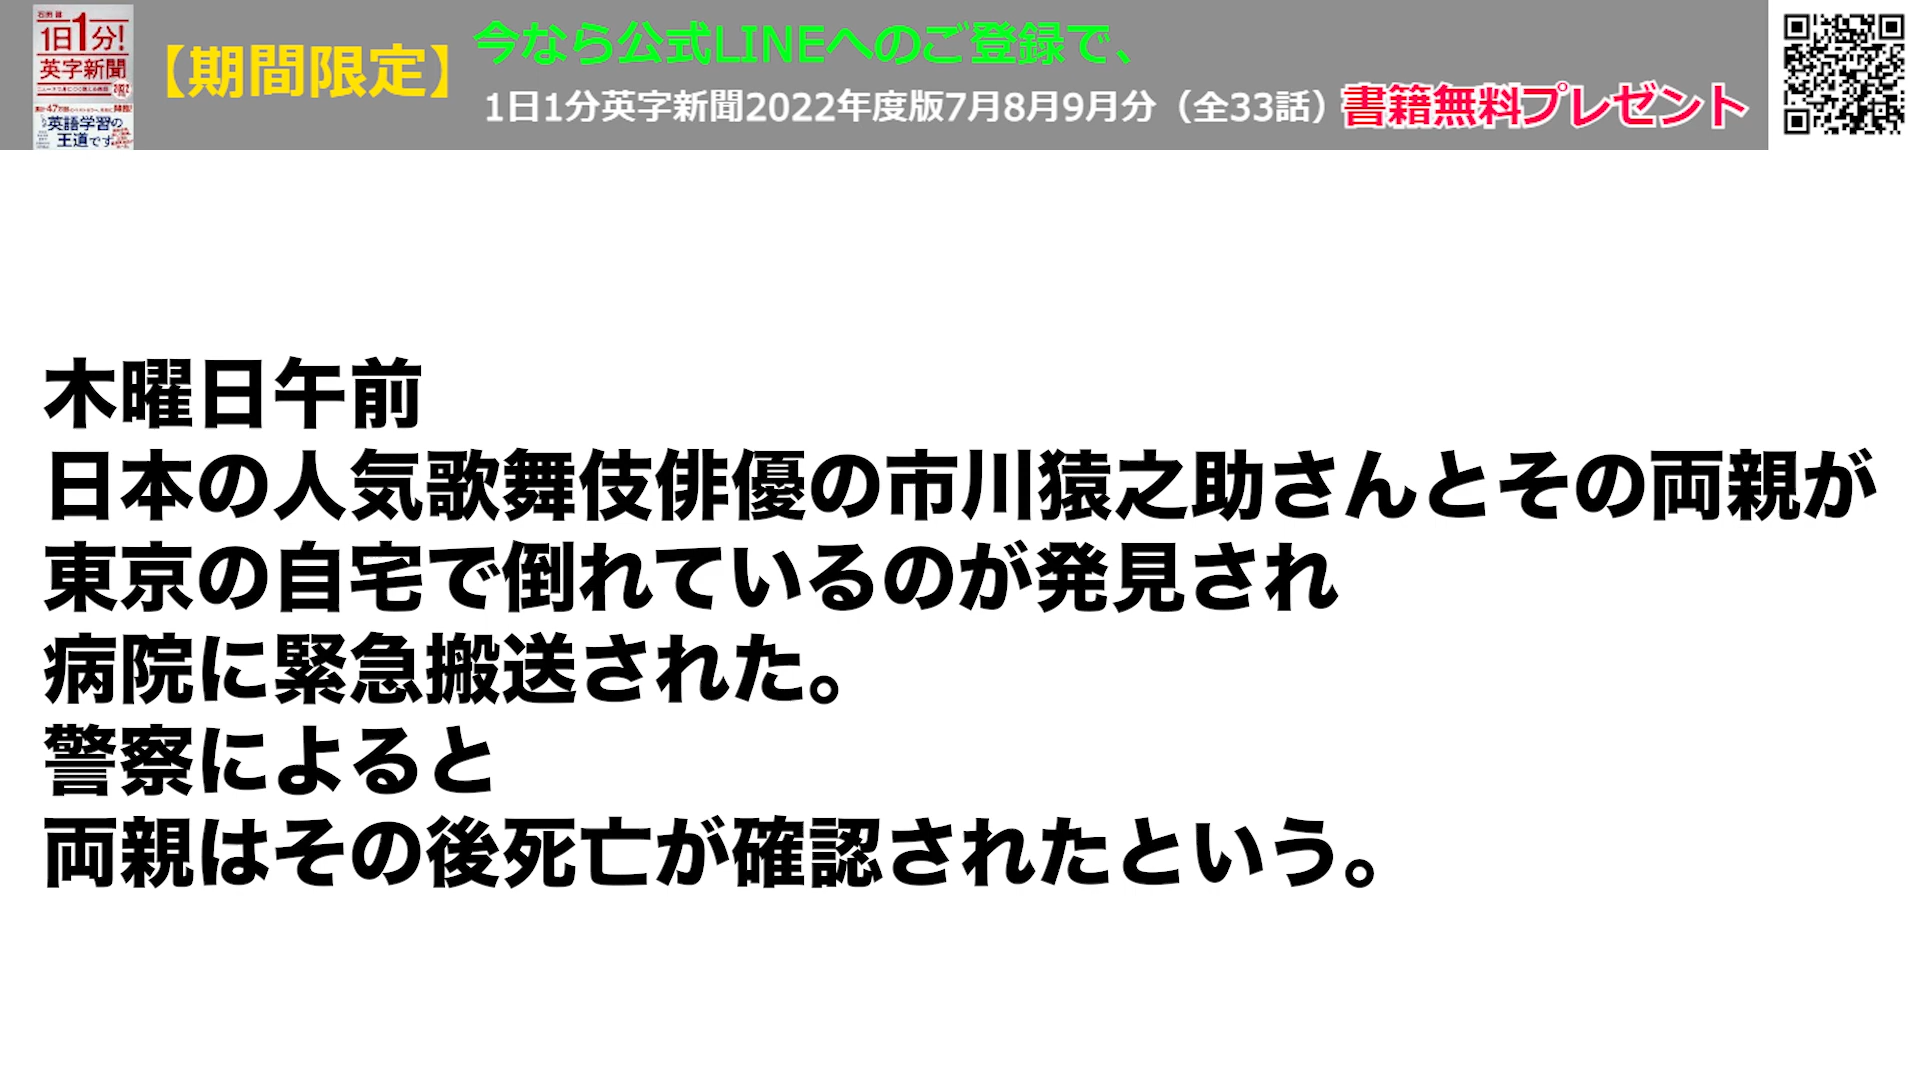 石田 健
1日1分!
英字新聞
2022
英語学習の
王道です
【期間限定】
今なら公式LINEへのご登録で、
1日1分英字新聞2022年度版7月8月9月分（全33話）書籍無料プレゼント
木曜日午前
日本の人気歌舞伎俳優の市川猿之助さんとその両親が
東京の自宅で倒れているのが発見され
病院に緊急搬送された。
警察によると
両親はその後死亡が確認されたという。